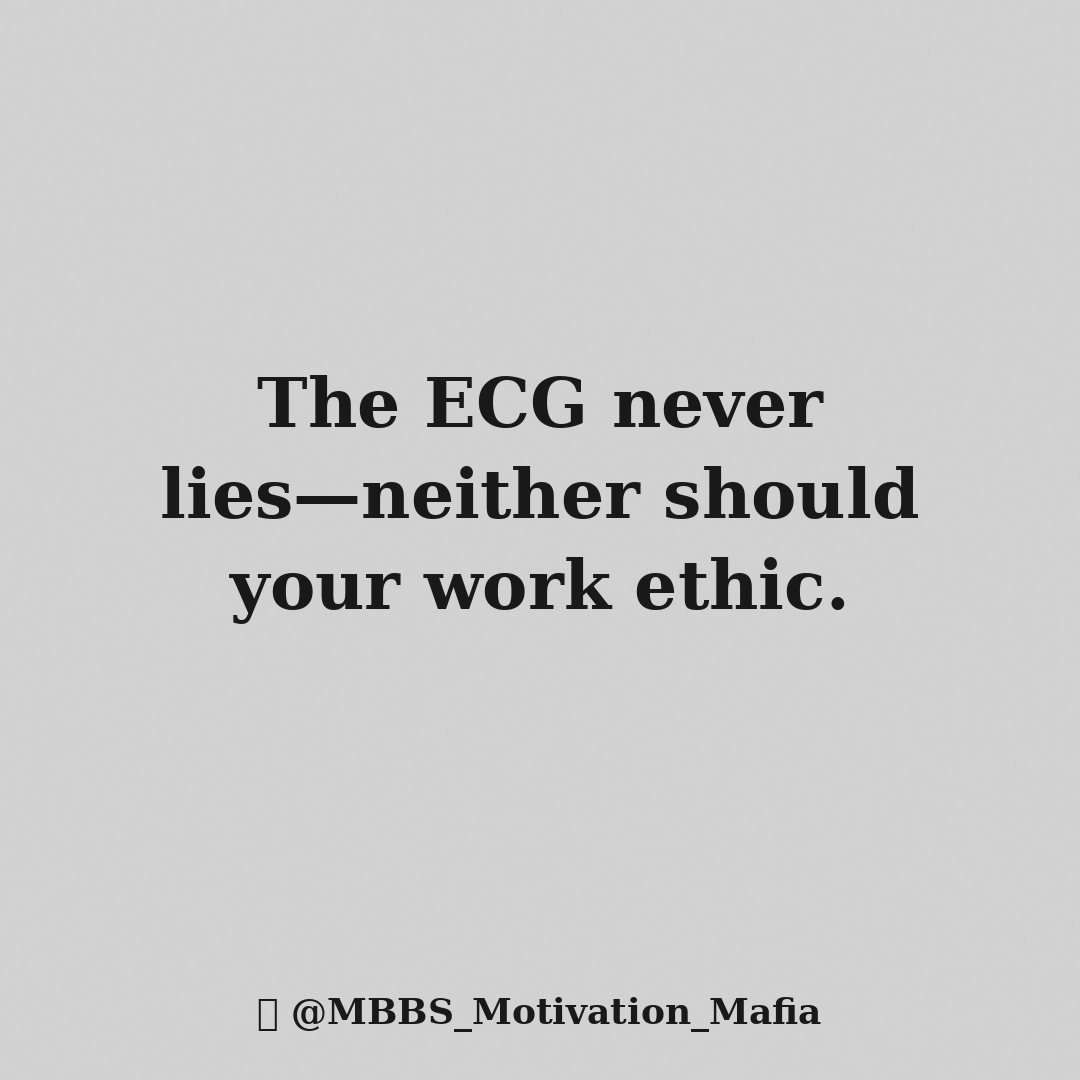 The ECG never
lies—neither should
your work ethic.
@MBBS_Motivation_Mafia